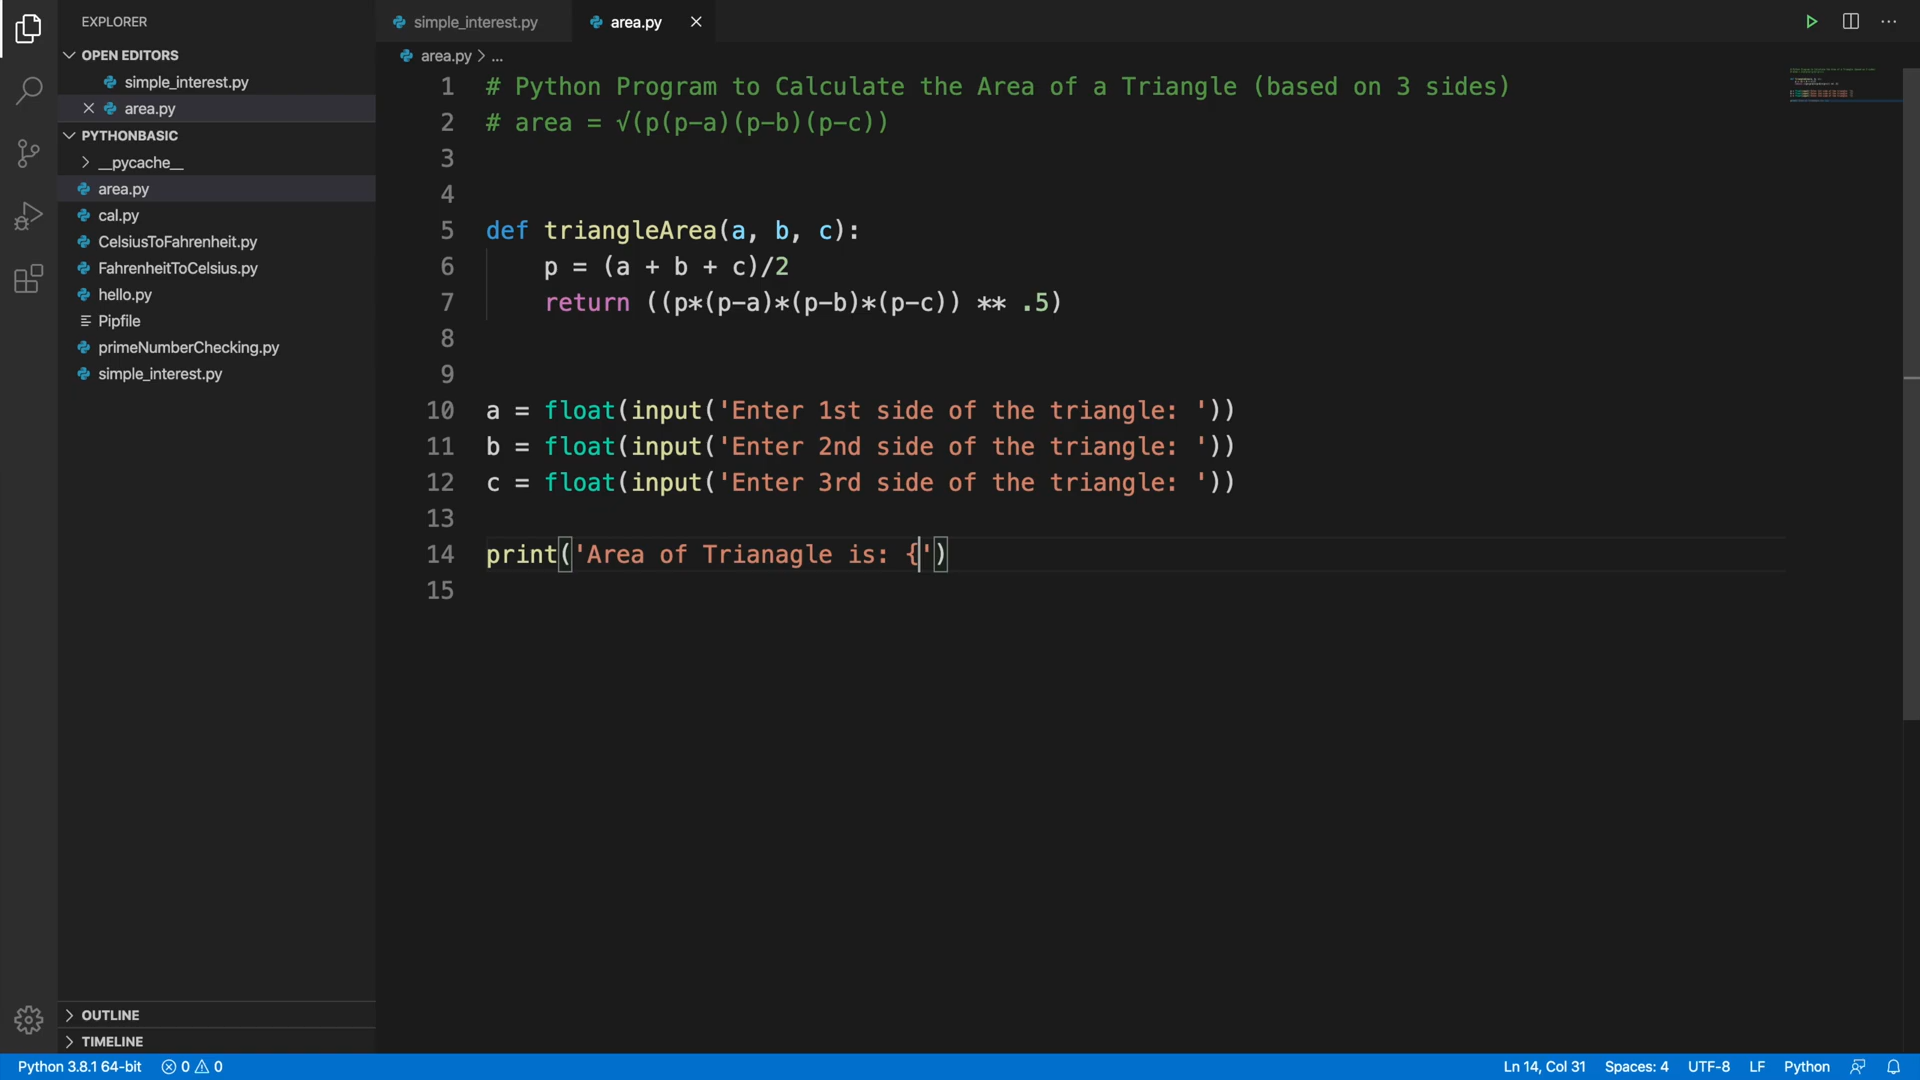 EXPLORER
OPEN EDITORS
simple_interest.py
area.py
PYTHONBASIC
__pycache__
area.py
cal.py
CelsiusToFahrenheit.py
FahrenheitToCelsius.py
hello.py
Pipfile
primeNumberChecking.py
simple_interest.py
OUTLINE
TIMELINE
simple_interest.py area.py
area.py > ...
1 # Python Program to Calculate the Area of a Triangle (based on 3 sides)
2 # area = √(p(p-a)(p-b)(p-c))
3
4
5 def triangleArea(a, b, c):
6     p = (a + b + c)/2
7     return ((p*(p-a)*(p-b)*(p-c)) ** .5)
8
9
10 a = float(input('Enter 1st side of the triangle: '))
11 b = float(input('Enter 2nd side of the triangle: '))
12 c = float(input('Enter 3rd side of the triangle: '))
13
14 print('Area of Trianagle is: {')
15
Python 3.8.1 64-bit 0 0 Ln 14, Col 31 Spaces: 4 UTF-8 LF Python